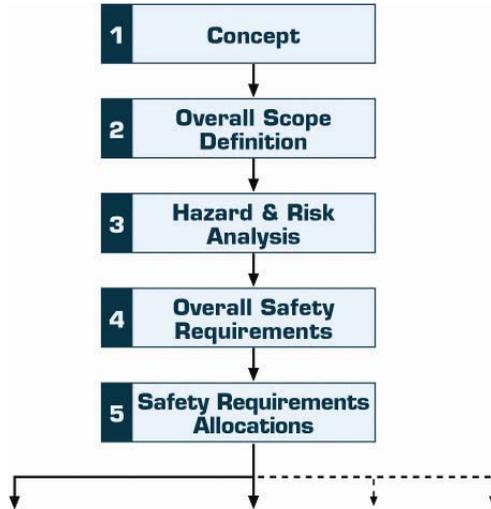 1 Concept
2 Overall Scope
Definition
3 Hazard & Risk
Analysis
4 Overall Safety
Requirements
5 Safety Requirements
Allocations